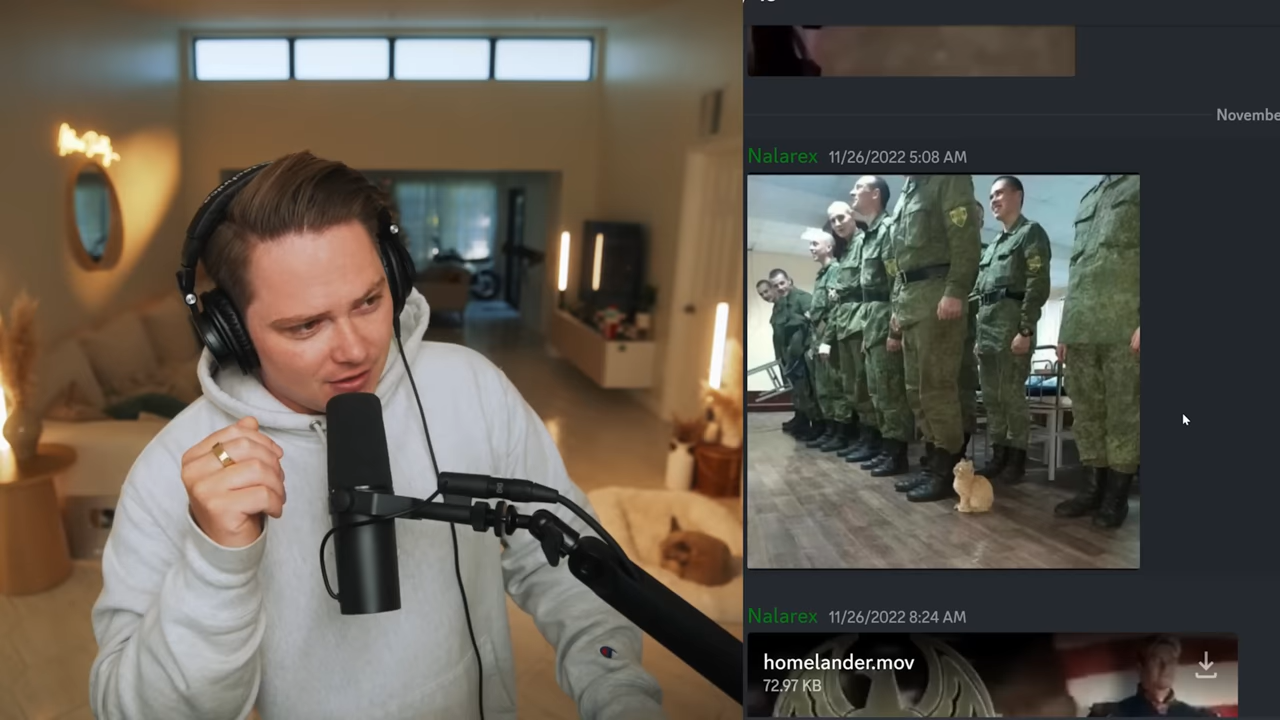 Novembe
Nalarex 11/26/2022 5:08 AM
Nalarex 11/26/2022 8:24 AM
homelander.mov
72.97 KB